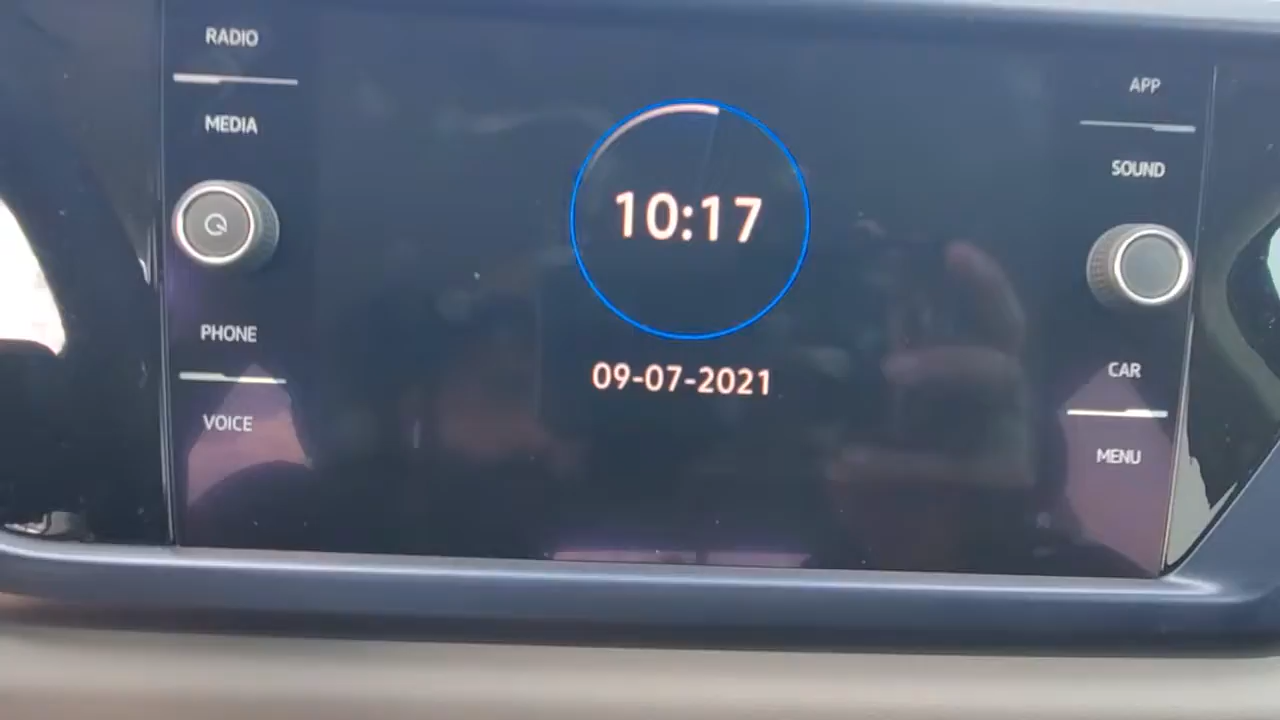 RADIO
MEDIA
PHONE
VOICE
10:17
09-07-2021
APP
SOUND
CAR
MENU